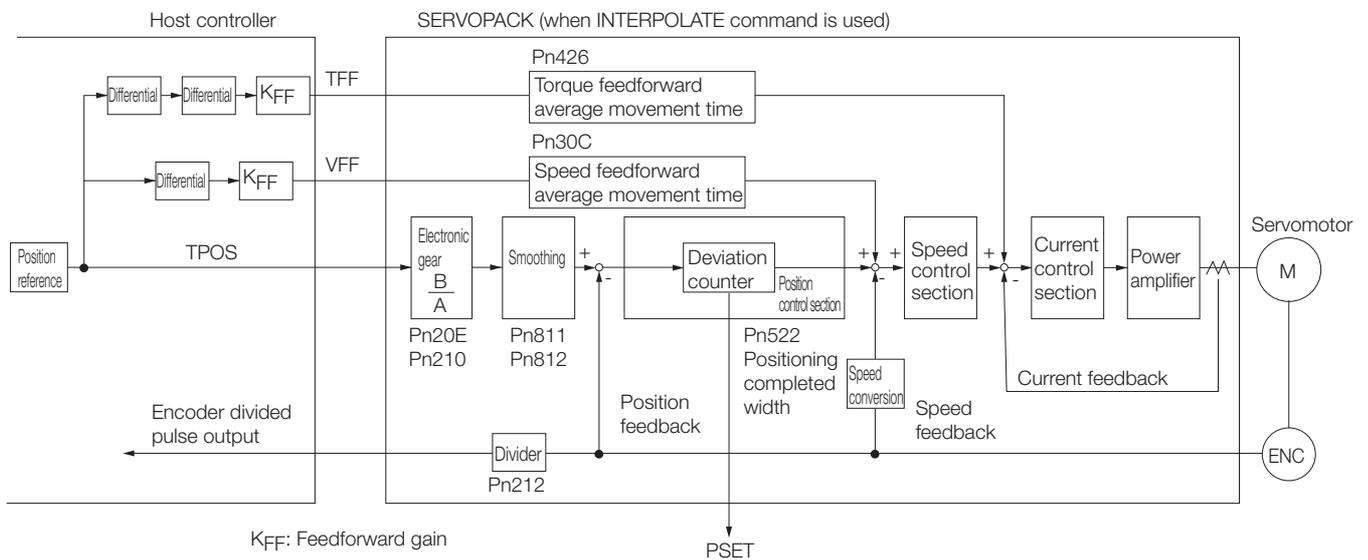 Host controller
SERVOPACK (when INTERPOLATE command is used)
Pn426
Differential
Differential
KFF
TFF
Torque feedforward
average movement time
Pn30C
Differential
KFF
VFF
Speed feedforward
average movement time
Position
reference
TPOS
Electronic
gear
B
A
Pn20E
Pn210
Smoothing
Pn811
Pn812
+
-
Deviation
counter
Position
control section
Pn522
Positioning
completed
width
+
+
-
Speed
control
section
+
+
-
Current
control
section
Power
amplifier
Servomotor
M
Current feedback
Speed
conversion
Speed
feedback
Position
feedback
Encoder divided
pulse output
Divider
Pn212
ENC
KFF: Feedforward gain
PSET